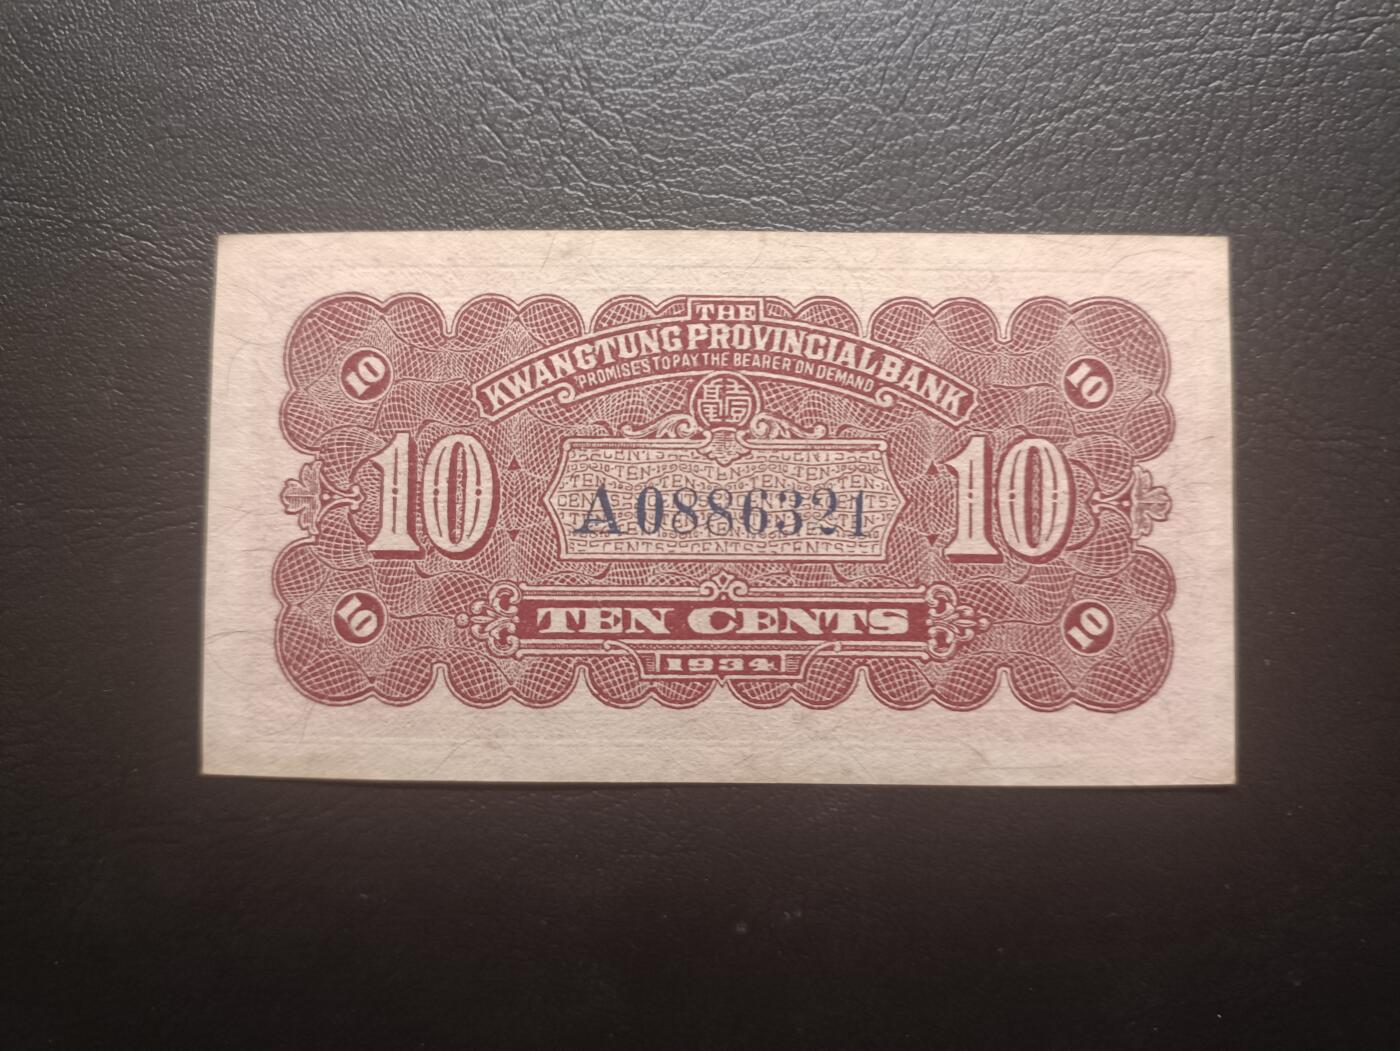 10
THE
10
KWANGTUNG PROVINCIAL BANK
PROMISES TO PAY THE BEARER ON DEMAND
10
A0886321
10
10
TEN CENTS
10
1934